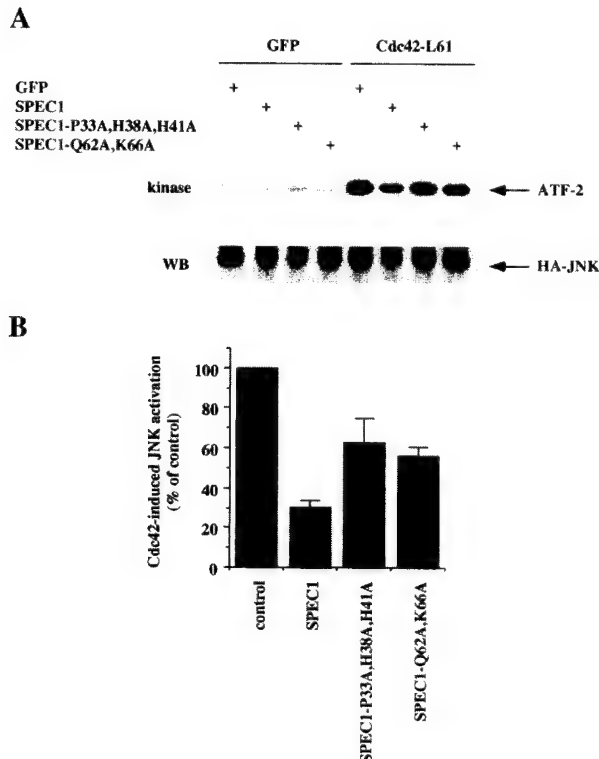 A
GFP Cdc42-L61
GFP + +
SPEC1 + +
SPEC1-P33A,H38A,H41A + +
SPEC1-Q62A,K66A + +
kinase ATF-2
WB HA-JNK
B
Cdc42-induced JNK activation
(% of control)
100
80
60
40
20
0
control
SPEC1
SPEC1-P33A,H38A,H41A
SPEC1-Q62A,K66A